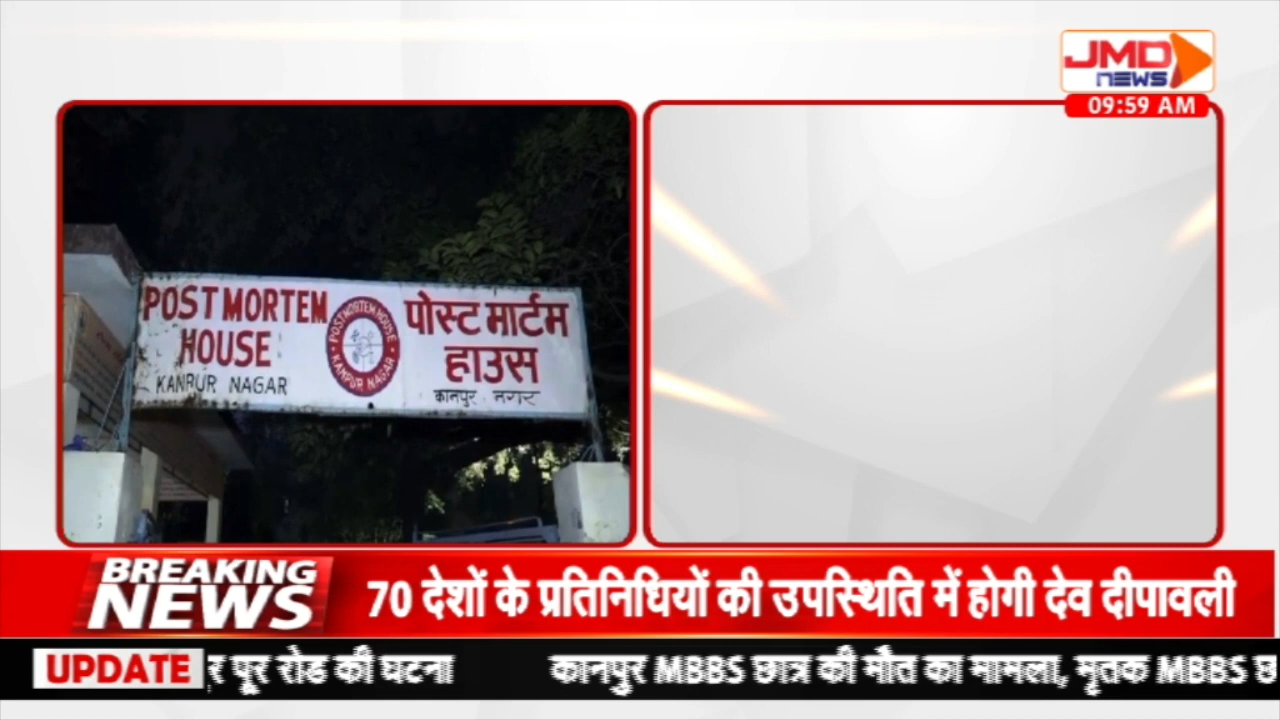 JMD
NEWS
09:59 AM
POST MORTEM
HOUSE
KANPUR NAGAR
POSTMORTEM HOUSE
KANPUR NAGAR
पोस्ट मार्टम
हाउस
कानपुर नगर
BREAKING
NEWS
70 देशों के प्रतिनिधियों की उपस्थिति में होगी देव दीपावली
UPDATE
पूर रोड की घटना कानपुर MBBS छात्र की मौत का मामला, मृतक MBBS